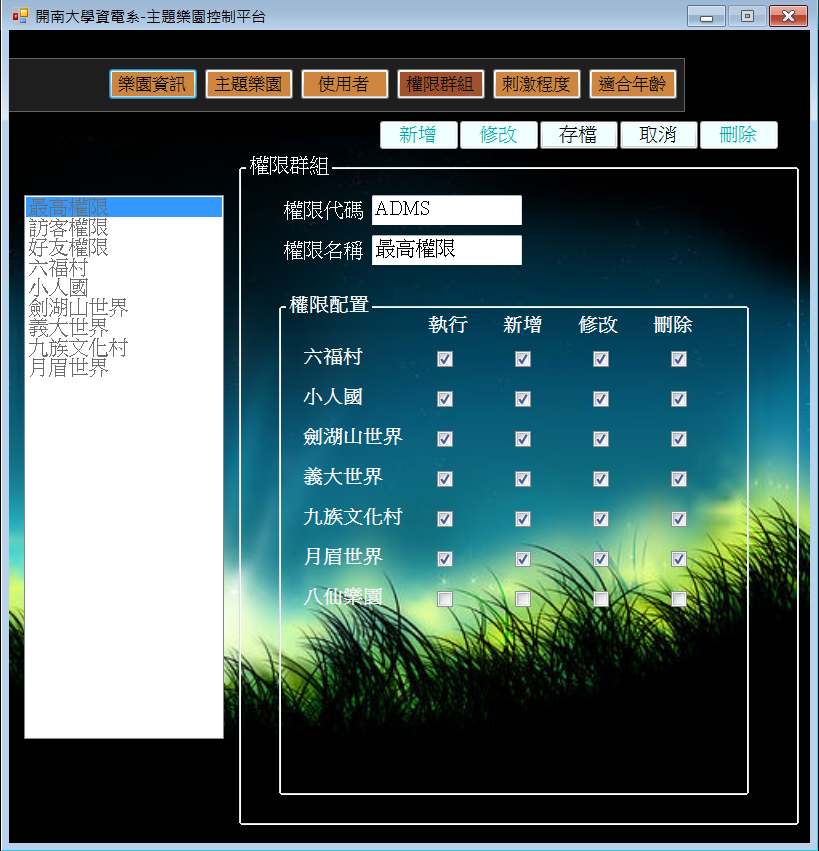 開南大學資電系-主題樂園控制平台
樂園資訊 主題樂園 使用者 權限群組 刺激程度 適合年齡
新增 修改 存檔 取消 刪除
最高權限
訪客權限
好友權限
六福村
小人國
劍湖山世界
義大世界
九族文化村
月眉世界
權限群組
權限代碼 ADMS
權限名稱 最高權限
權限配置
執行 新增 修改 刪除
六福村
小人國
劍湖山世界
義大世界
九族文化村
月眉世界
八仙樂園